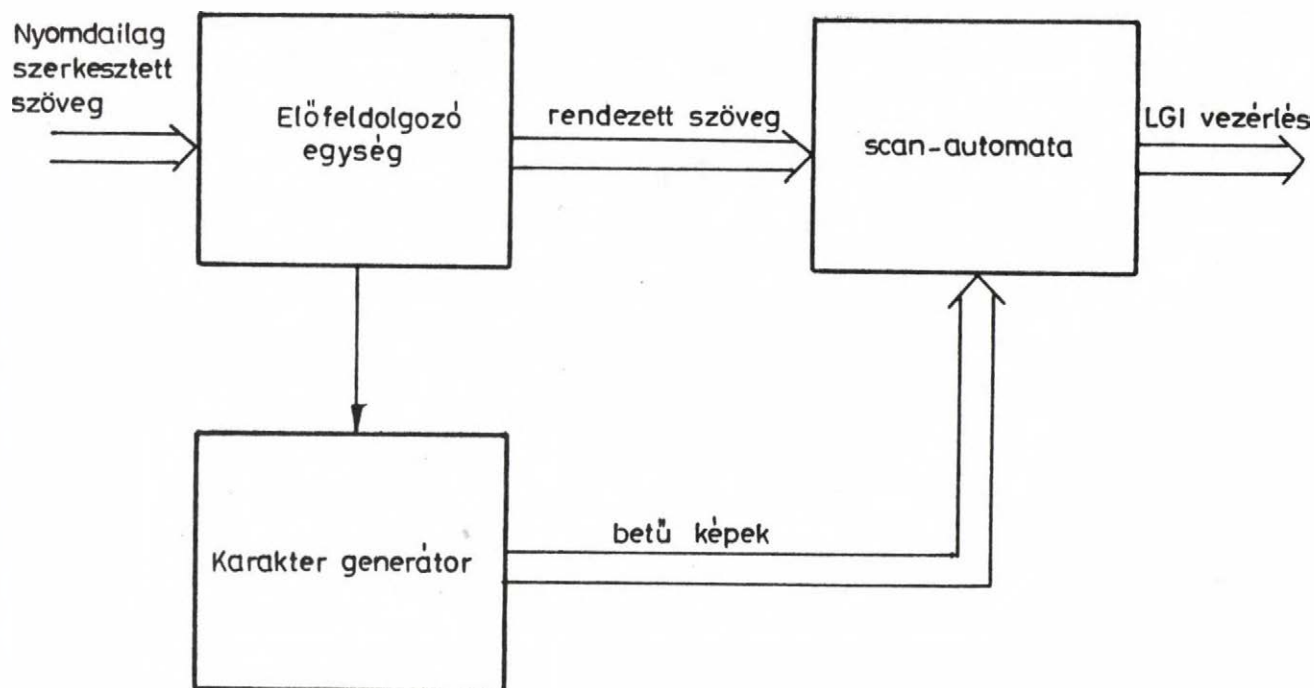 Nyomdailag
szerkesztett
szöveg
Előfeldolgozó
egység
rendezett szöveg
scan-automata
LGI vezérlés
betű képek
Karakter generátor